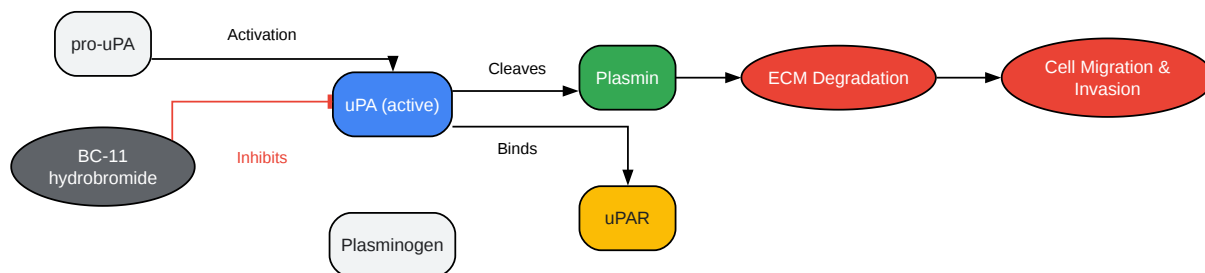 pro-uPA
Activation
uPA (active)
Cleaves
Plasmin
ECM Degradation
Cell Migration &
Invasion
BC-11
hydrobromide
Inhibits
Binds
uPAR
Plasminogen